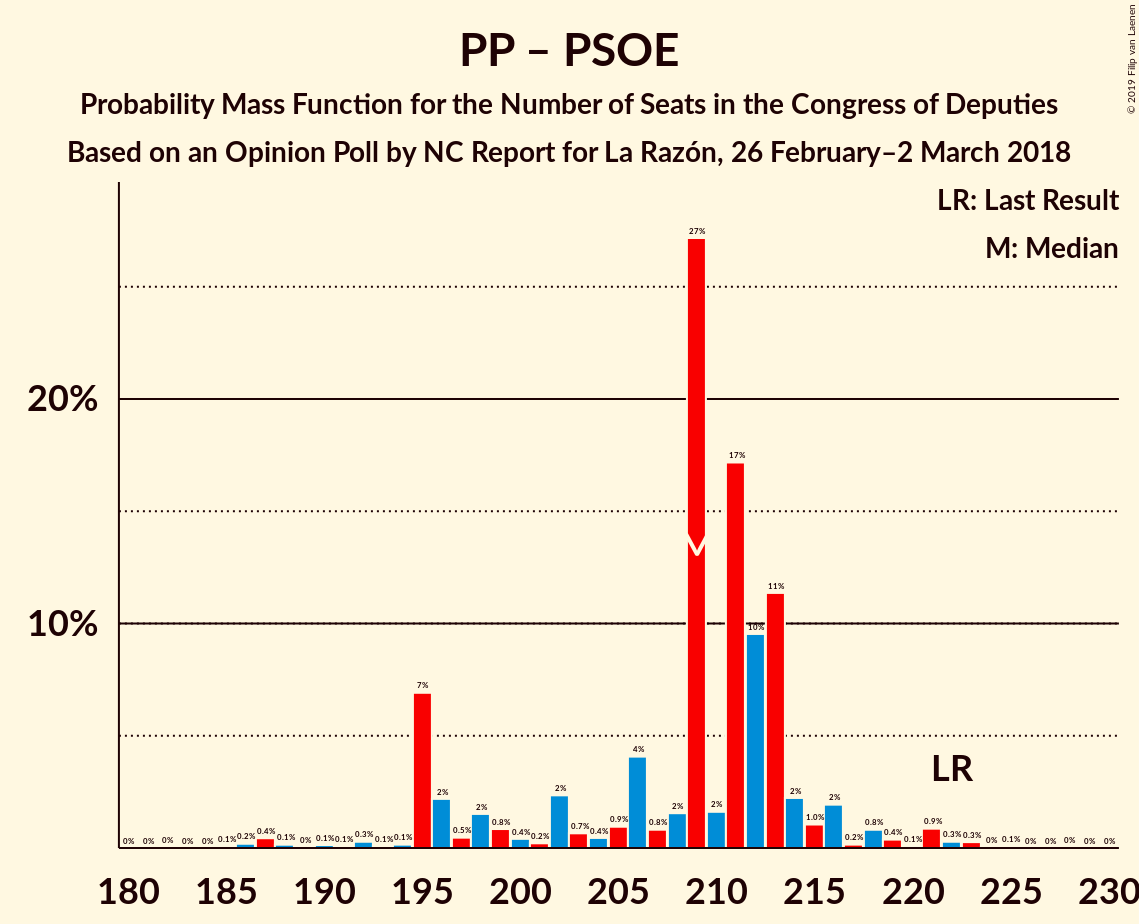 © 2019 Filip van Laenen
PP – PSOE
Probability Mass Function for the Number of Seats in the Congress of Deputies
Based on an Opinion Poll by NC Report for La Razón, 26 February–2 March 2018
LR: Last Result
M: Median
20%
10%
0% 0% 0% 0% 0% 0.1% 0.2% 0.4% 0.1% 0% 0.1% 0.1% 0.3% 0.1% 0.1% 7% 2% 0.5% 2% 0.8% 0.4% 0.2% 2% 0.7% 0.4% 0.9% 4% 0.8% 2% 27% 2% 17% 10% 11% 2% 1.0% 2% 0.2% 0.8% 0.4% 0.1% 0.9% 0.3% 0.3% 0% 0.1% 0% 0% 0% 0% 0%
LR
180 185 190 195 200 205 210 215 220 225 230